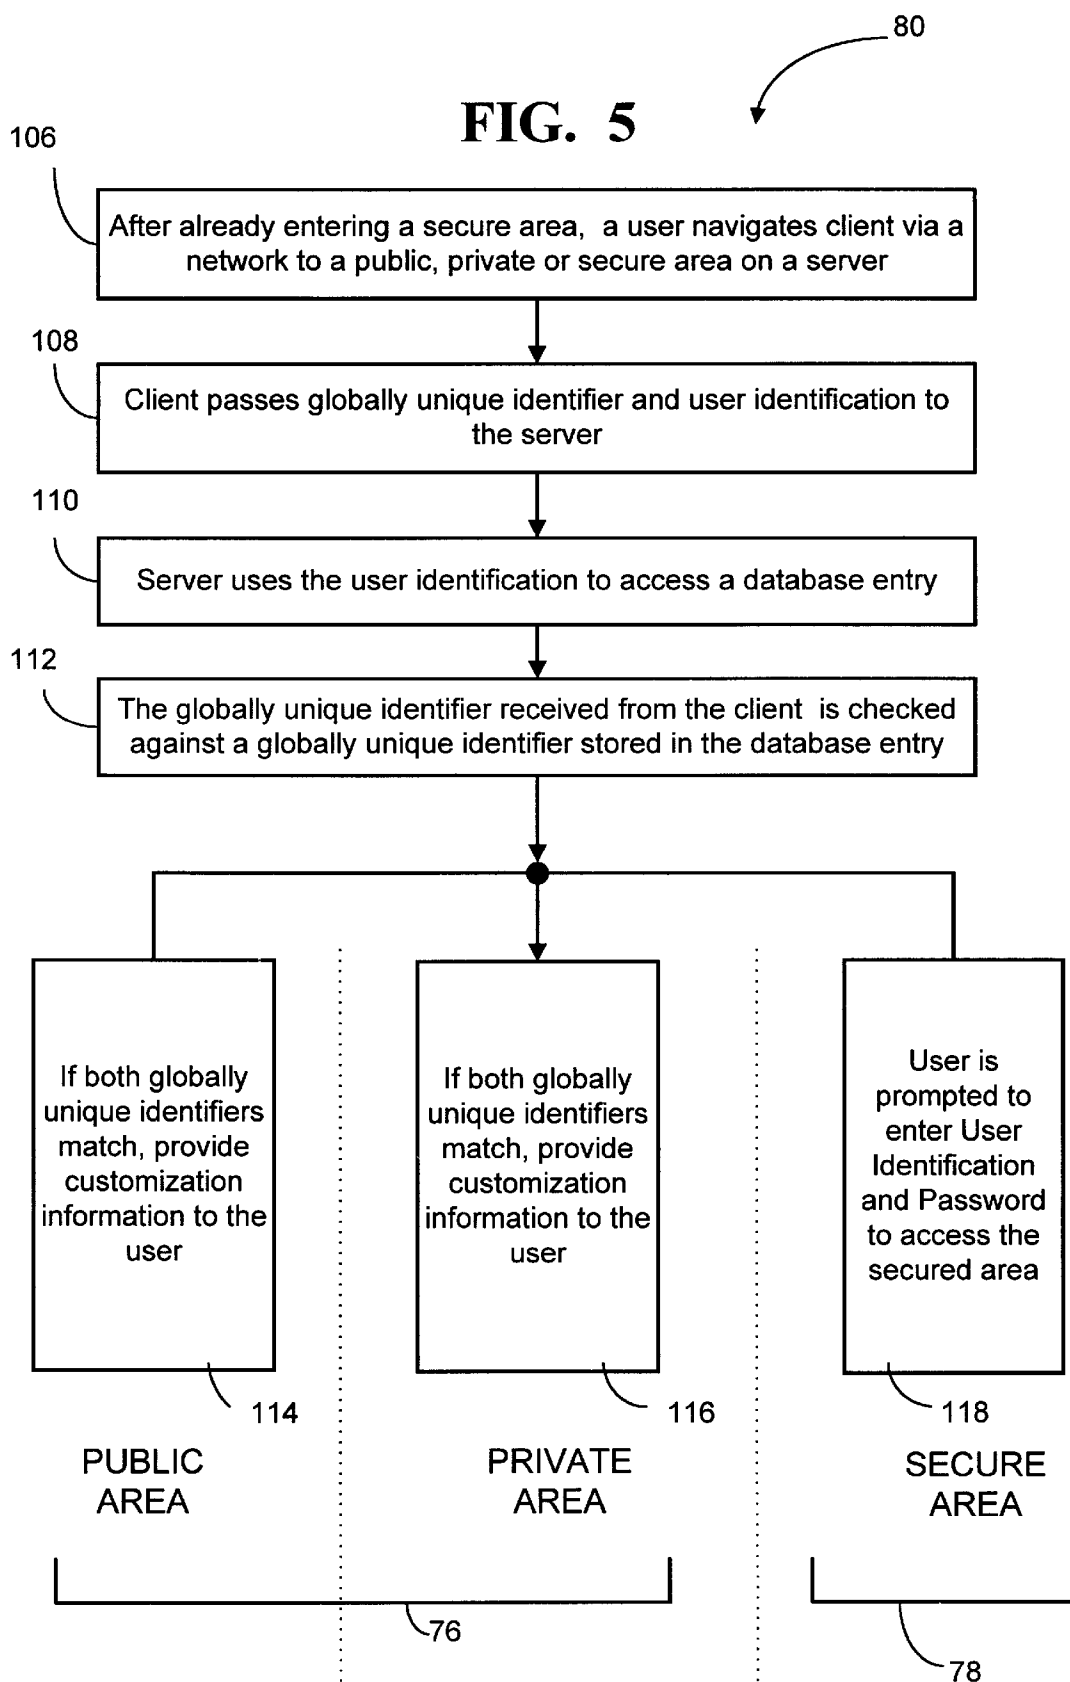 80
FIG. 5
106
After already entering a secure area, a user navigates client via a
network to a public, private or secure area on a server
108
Client passes globally unique identifier and user identification to
the server
110
Server uses the user identification to access a database entry
112
The globally unique identifier received from the client is checked
against a globally unique identifier stored in the database entry
If both globally
unique identifiers
match, provide
customization
information to the
user
114
PUBLIC
AREA
If both globally
unique identifiers
match, provide
customization
information to the
user
116
PRIVATE
AREA
User is
prompted to
enter User
Identification
and Password
to access the
secured area
118
SECURE
AREA
76
78